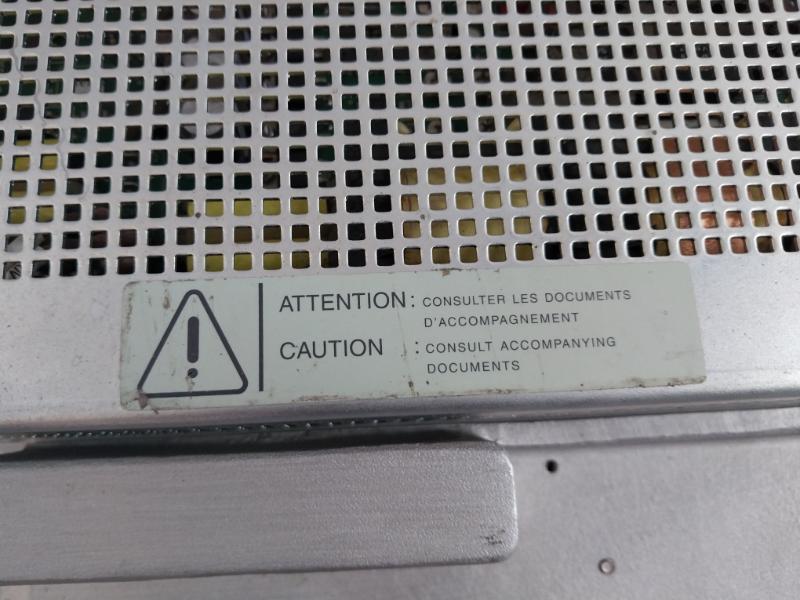 ATTENTION: CONSULTER LES DOCUMENTS
D'ACCOMPAGNEMENT
CAUTION : CONSULT ACCOMPANYING
DOCUMENTS